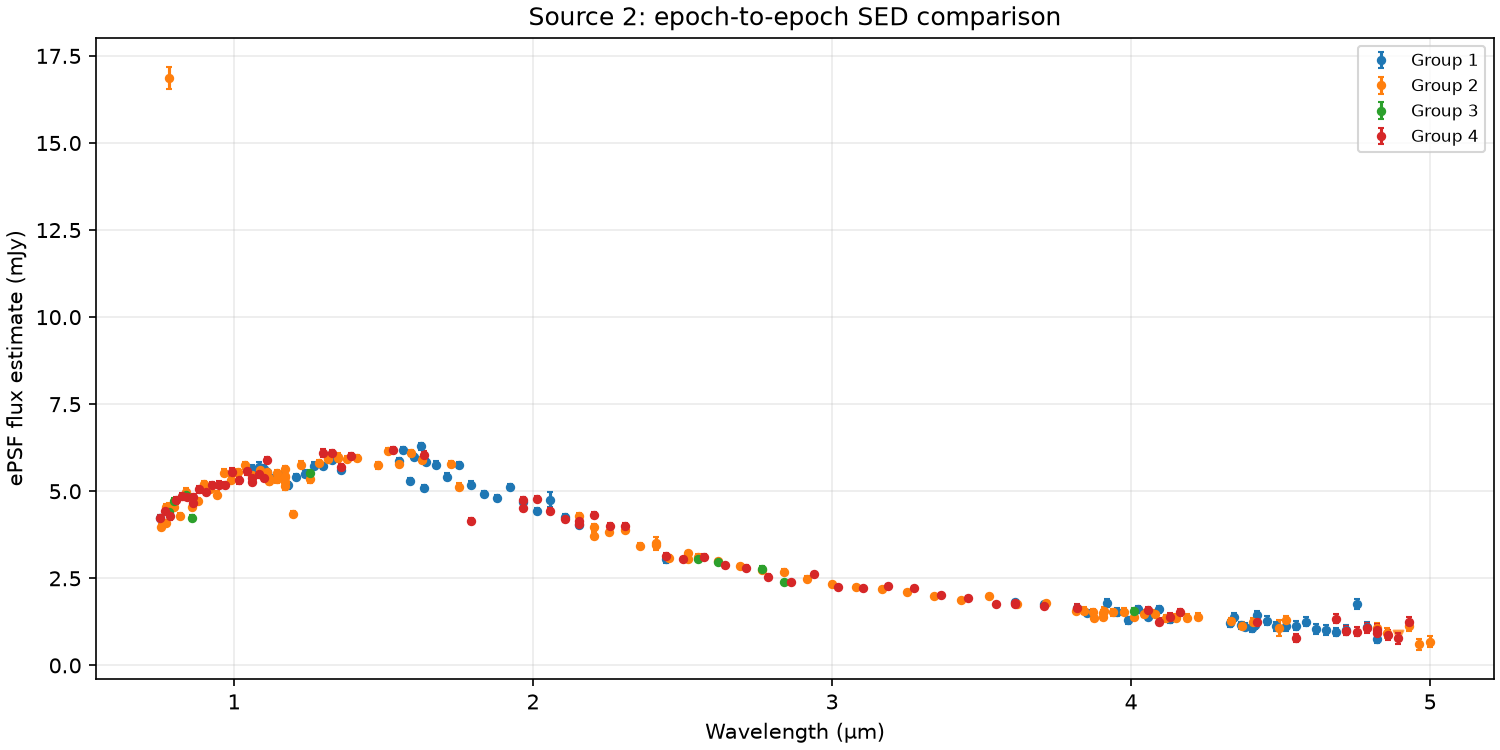 Source 2: epoch-to-epoch SED comparison
17.5
15.0
12.5
10.0
7.5
5.0
2.5
0.0
ePSF flux estimate (mJy)
1
2
3
4
5
Wavelength (μm)
Group 1
Group 2
Group 3
Group 4